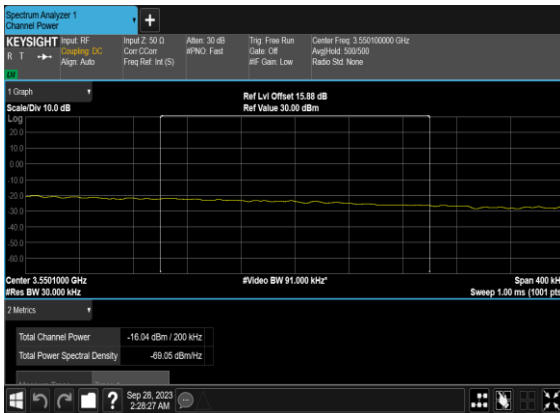 Spectrum Analyzer 1
Channel Power
+
KEYSIGHT Input: RF Input Z: 50 Ω Atten: 30 dB Trig: Free Run Center Freq: 3.550100000 GHz
R T Coupling: DC Corr CCorr #PNO: Fast Gate: Off Avg|Hold: 500/500
Align: Auto Freq Ref: Int (S) #IF Gain: Low Radio Std: None
LXI
1 Graph
Ref Lvl Offset 15.88 dB
Scale/Div 10.0 dB Ref Value 30.00 dBm
Log
20.0
10.0
0.00
-10.0
-20.0
-30.0
-40.0
-50.0
-60.0
Center 3.5501000 GHz #Video BW 91.000 kHz* Span 400 kH
#Res BW 30.000 kHz Sweep 1.00 ms (1001 pts
2 Metrics
Total Channel Power -16.04 dBm / 200 kHz
Total Power Spectral Density -69.05 dBm/Hz
?
Sep 28, 2023
2:28:27 AM